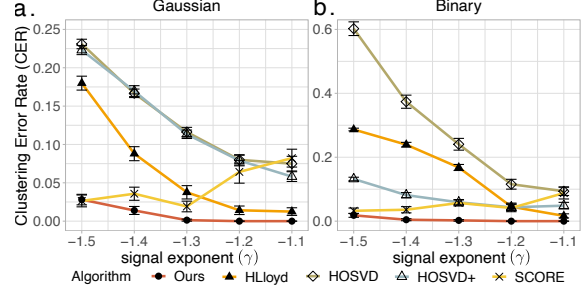 a. Gaussian
b. Binary
Clustering Error Rate (CER)
0.25
0.20
0.15
0.10
0.05
0.00
0.6
0.4
0.2
0.0
−1.5 −1.4 −1.3 −1.2 −1.1
−1.5 −1.4 −1.3 −1.2 −1.1
signal exponent (γ)
signal exponent (γ)
Algorithm Ours HLloyd HOSVD HOSVD+ SCORE